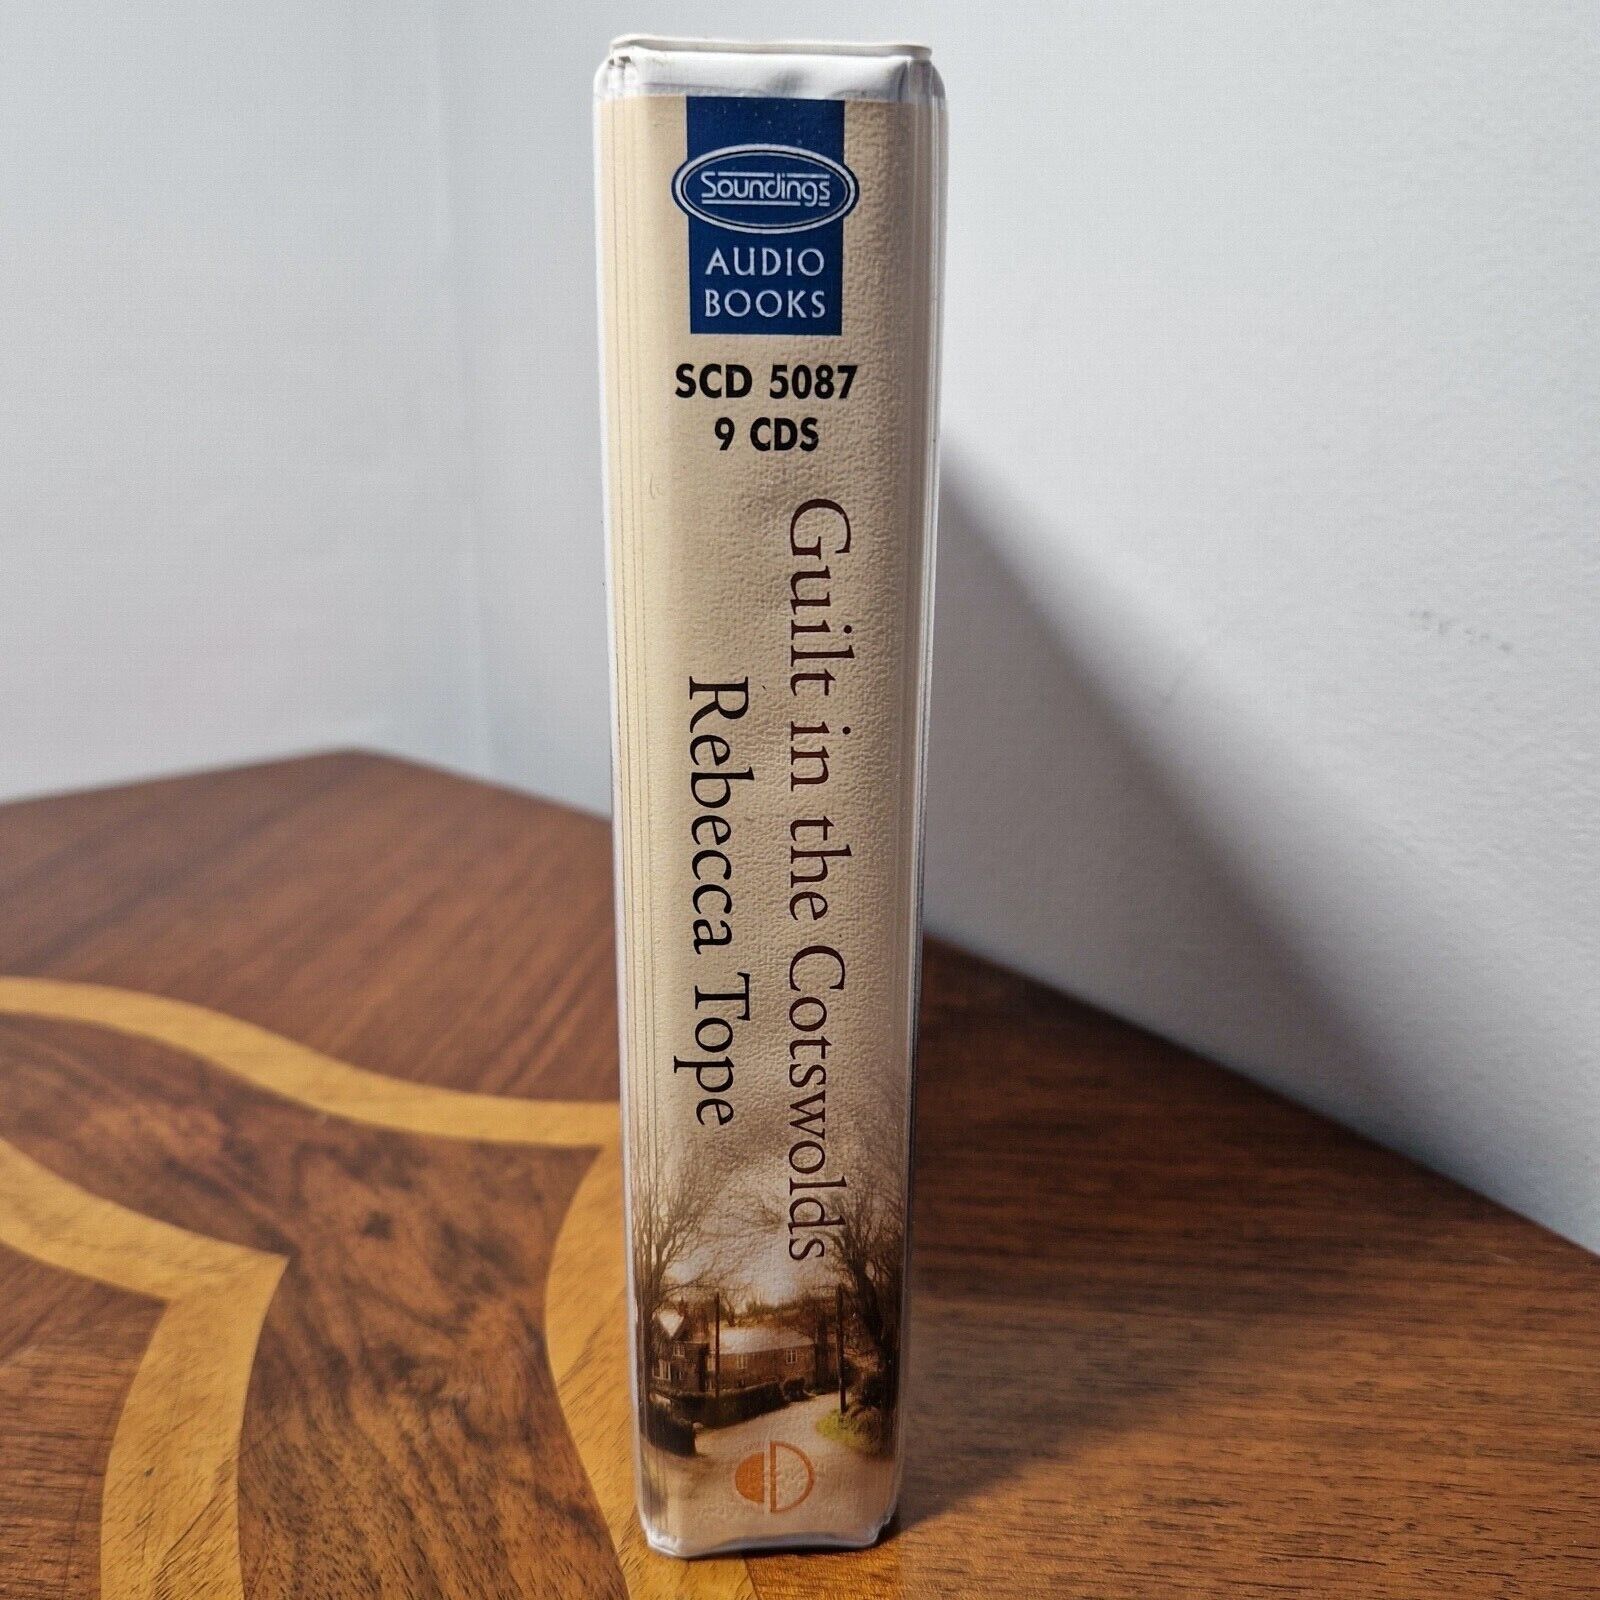 Soundings
AUDIO
BOOKS
SCD 5087
9 CDS
Guilt in the Cotswolds
Rebecca Tope